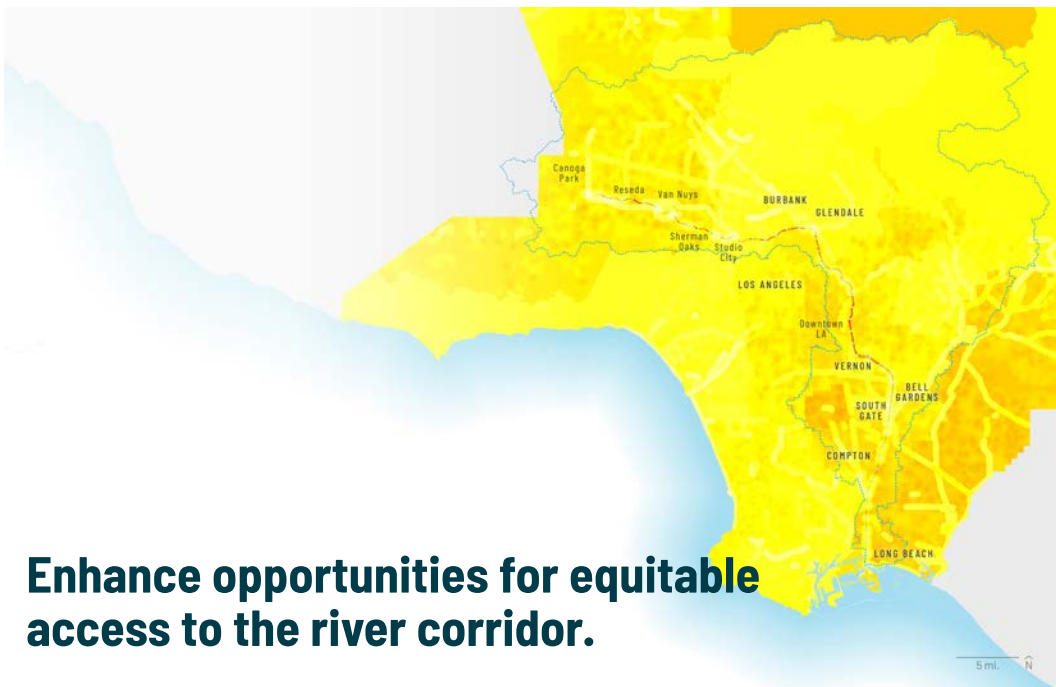 Canoga
Park
Reseda
Van Nuys
BURBANK
GLENDALE
Sherman
Oaks
Studio
City
LOS ANGELES
Downtown
LA
VERNON
BELL
GARDENS
SOUTH
GATE
COMPTON
LONG BEACH
Enhance opportunities for equitable
access to the river corridor.
5 mi.
N